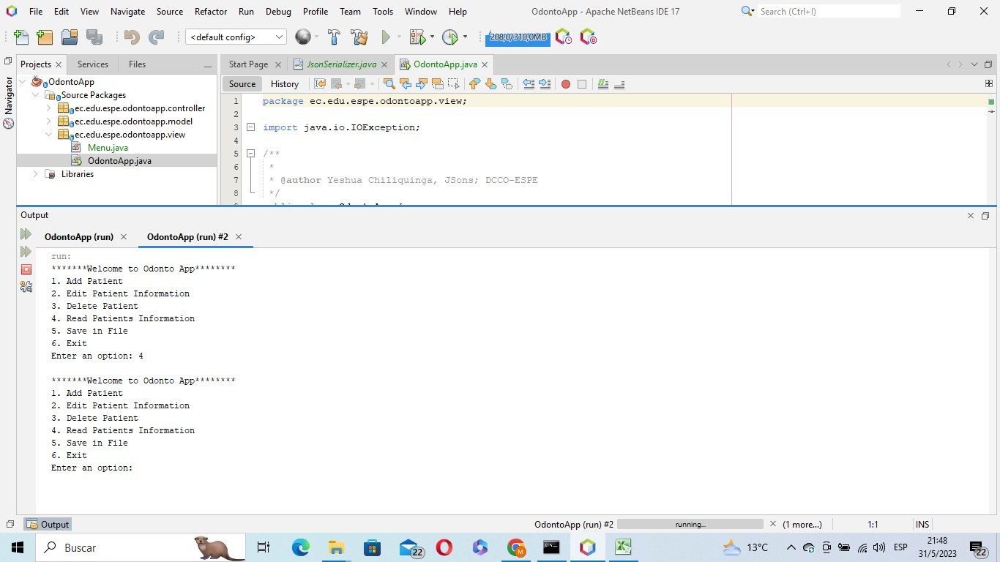 File Edit View Navigate Source Refactor Run Debug Profile Team Tools Window Help
OdontoApp - Apache NetBeans IDE 17
Search (Ctrl+I)
<default config>
208,0/310,0MB
Projects
Services
Files
Navigator
OdontoApp
Source Packages
ec.edu.espe.odontoapp.controller
ec.edu.espe.odontoapp.model
ec.edu.espe.odontoapp.view
Menu.java
OdontoApp.java
Libraries
Start Page
JsonSerializer.java
OdontoApp.java
Source
History
1 package ec.edu.espe.odontoapp.view;
2
3 import java.io.IOException;
4
5 /**
6 *
7 * @author Yeshua Chiliquinga, JSons; DCCO-ESPE
8 */
Output
OdontoApp (run)
OdontoApp (run) #2
run:
*******Welcome to Odonto App********
1. Add Patient
2. Edit Patient Information
3. Delete Patient
4. Read Patients Information
5. Save in File
6. Exit
Enter an option: 4
*******Welcome to Odonto App********
1. Add Patient
2. Edit Patient Information
3. Delete Patient
4. Read Patients Information
5. Save in File
6. Exit
Enter an option:
Output
OdontoApp (run) #2
running...
(1 more...)
1:1
INS
Buscar
22
M
13°C
ESP
21:48
31/5/2023
22